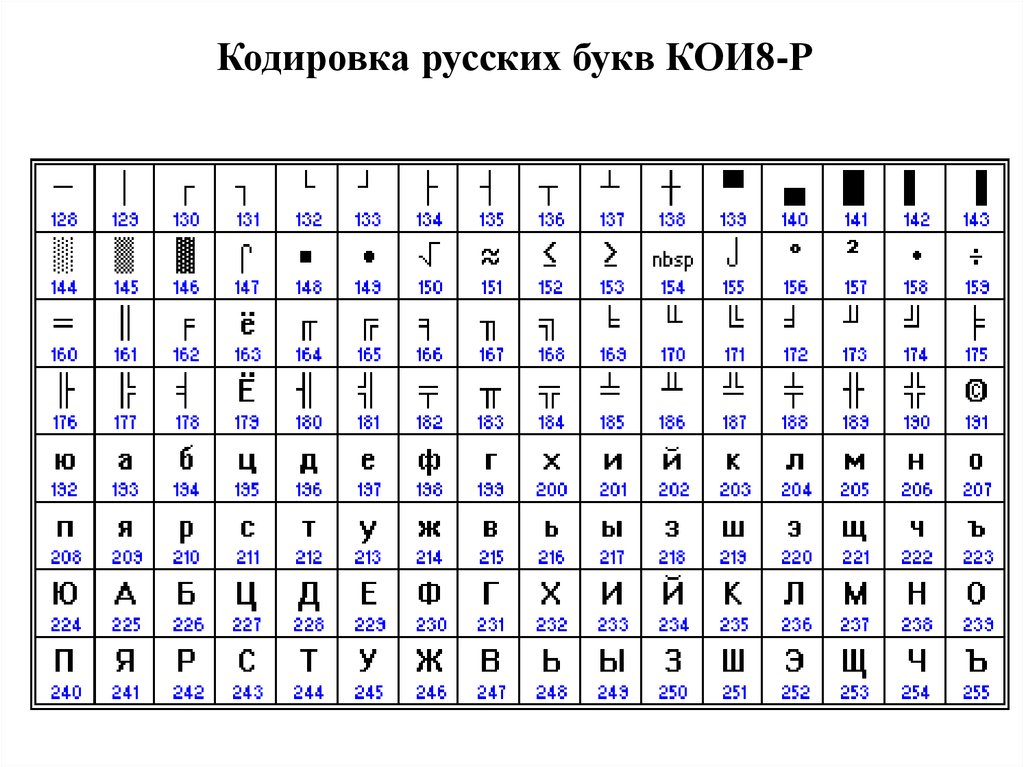 Кодировка русских букв КОИ8-Р
─ │ ┌ ┐ └ ┘ ├ ┤ ┬ ┴ ┼ ▀ ▄ █ ▌ ▐
128 129 130 131 132 133 134 135 136 137 138 139 140 141 142 143
░ ▒ ▓ ⌠ ■ • √ ≈ ≤ ≥ nbsp ⌡ ° ² · ÷
144 145 146 147 148 149 150 151 152 153 154 155 156 157 158 159
═ ║ ╒ ё ╓ ╔ ╕ ╖ ╗ ╘ ╙ ╚ ╛ ╜ ╝ ╞
160 161 162 163 164 165 166 167 168 169 170 171 172 173 174 175
╟ ╠ ╡ Ё ╢ ╣ ╤ ╥ ╦ ╧ ╨ ╩ ╪ ╫ ╬ ©
176 177 178 179 180 181 182 183 184 185 186 187 188 189 190 191
ю а б ц д е ф г х и й к л м н о
192 193 194 195 196 197 198 199 200 201 202 203 204 205 206 207
п я р с т у ж в ь ы з ш э щ ч ъ
208 209 210 211 212 213 214 215 216 217 218 219 220 221 222 223
Ю А Б Ц Д Е Ф Г Х И Й К Л М Н О
224 225 226 227 228 229 230 231 232 233 234 235 236 237 238 239
П Я Р С Т У Ж В Ь Ы З Ш Э Щ Ч Ъ
240 241 242 243 244 245 246 247 248 249 250 251 252 253 254 255